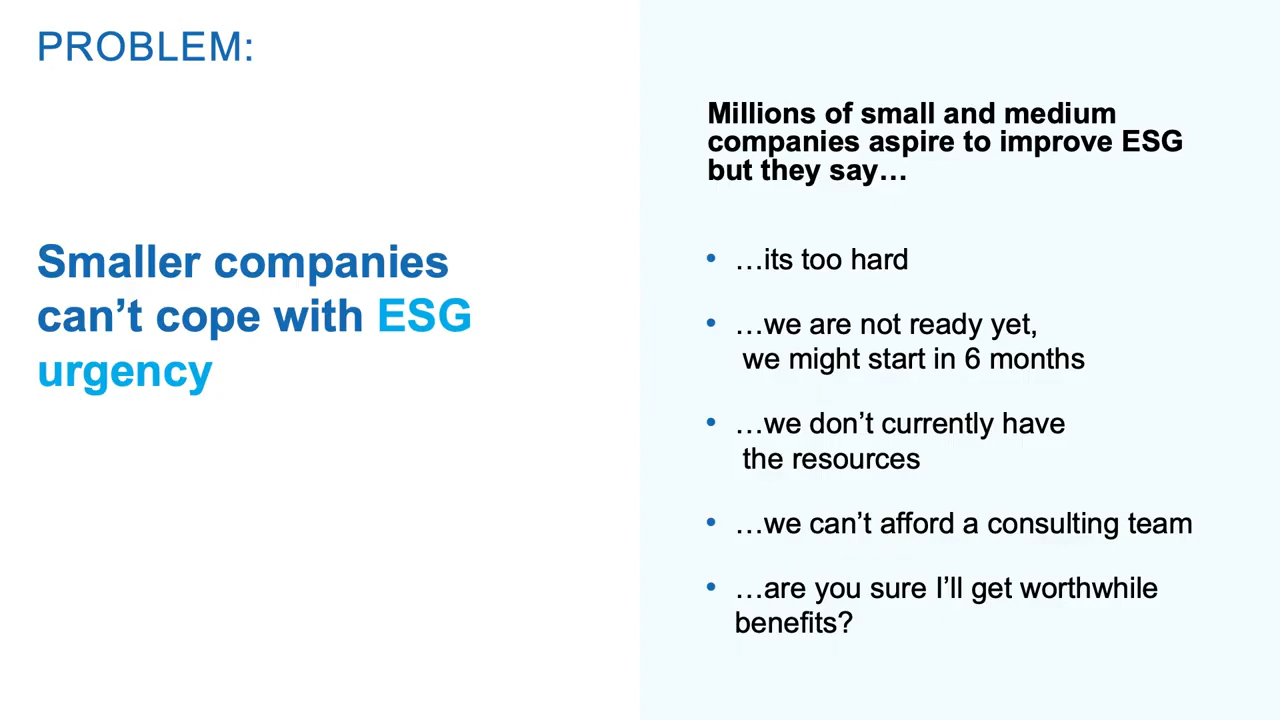 PROBLEM:
Smaller companies
can’t cope with ESG
urgency
Millions of small and medium
companies aspire to improve ESG
but they say…
• …its too hard
• …we are not ready yet,
we might start in 6 months
• …we don’t currently have
the resources
• …we can’t afford a consulting team
• …are you sure I’ll get worthwhile
benefits?